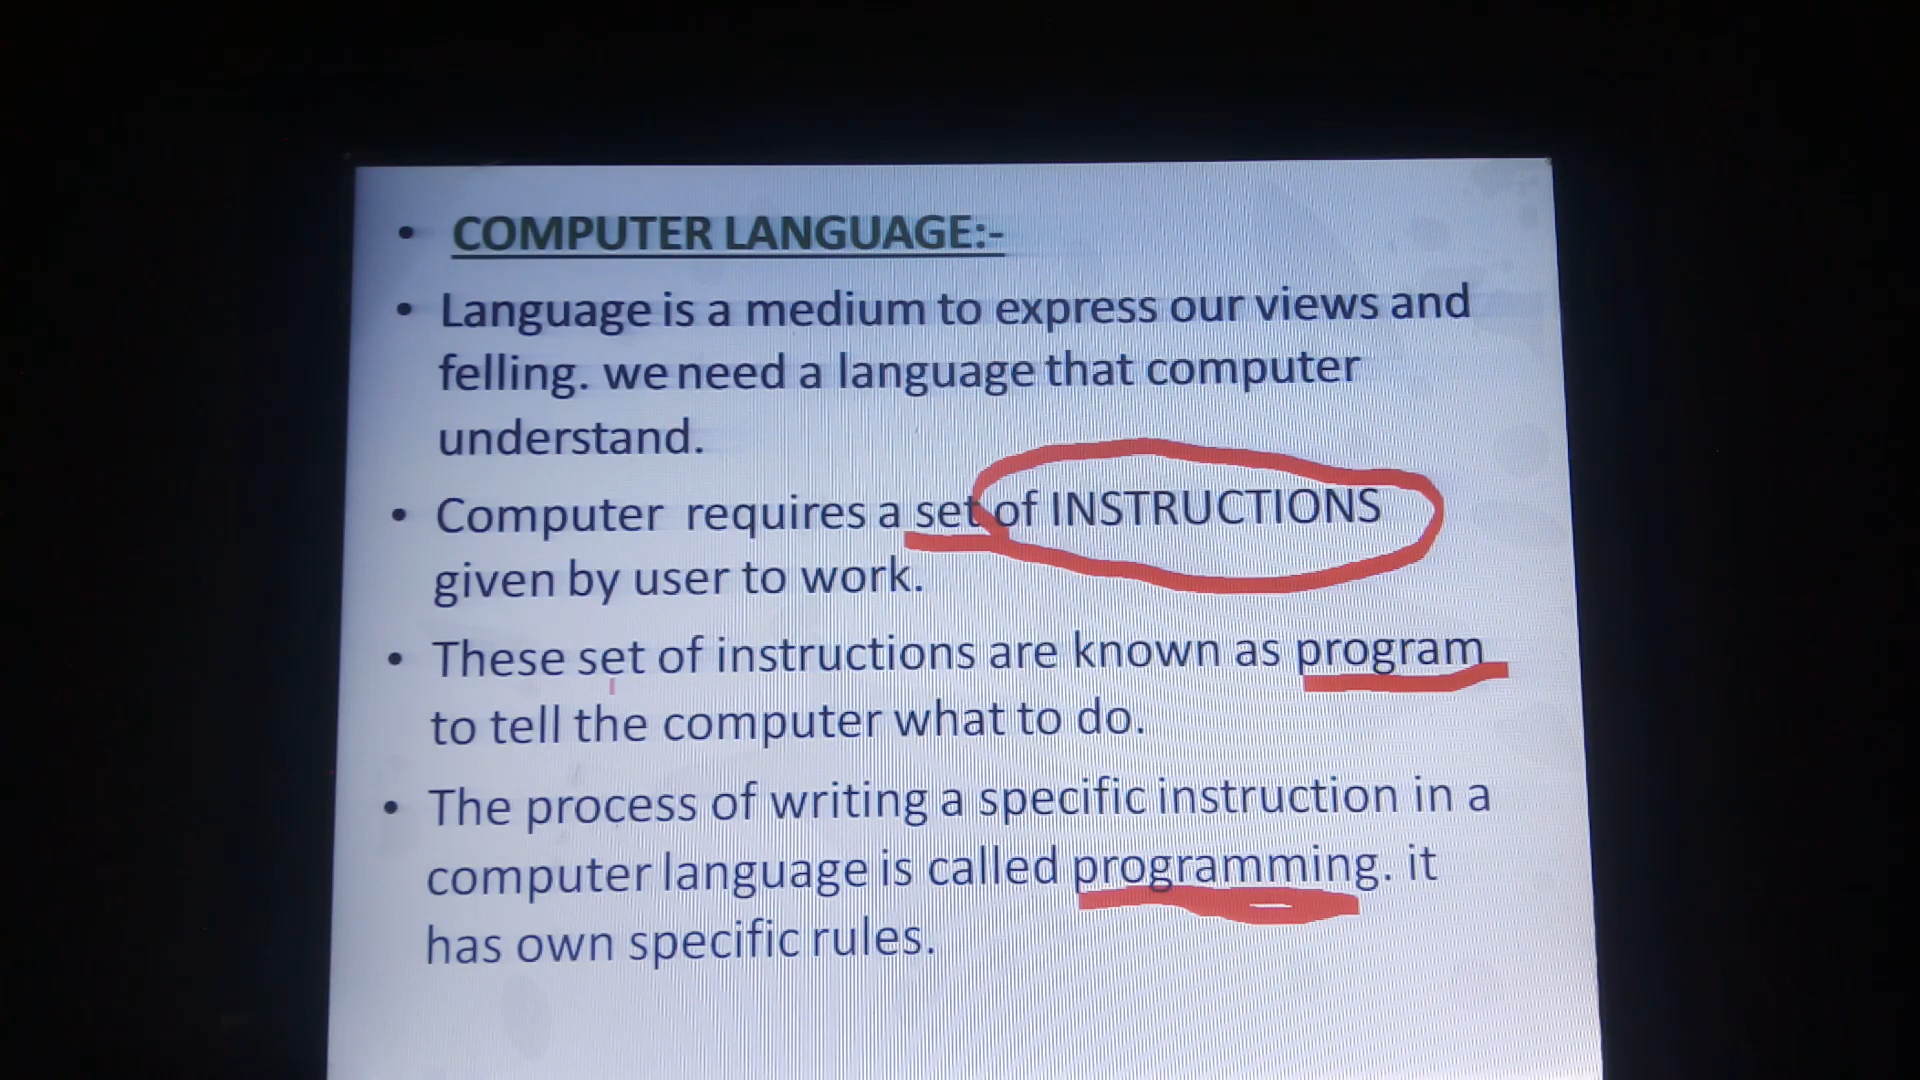 • COMPUTER LANGUAGE:-
• Language is a medium to express our views and
felling. we need a language that computer
understand.
• Computer requires a set of INSTRUCTIONS
given by user to work.
• These set of instructions are known as program
to tell the computer what to do.
• The process of writing a specific instruction in a
computer language is called programming. it
has own specific rules.